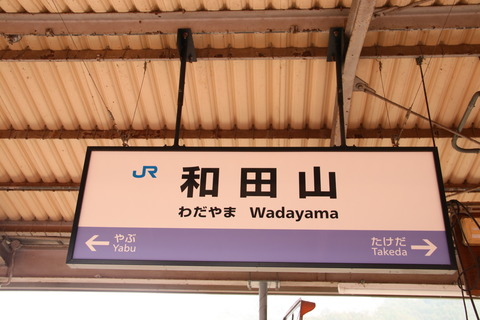 JR 和田山
わだやま Wadayama
← やぶ たけだ →
Yabu Takeda